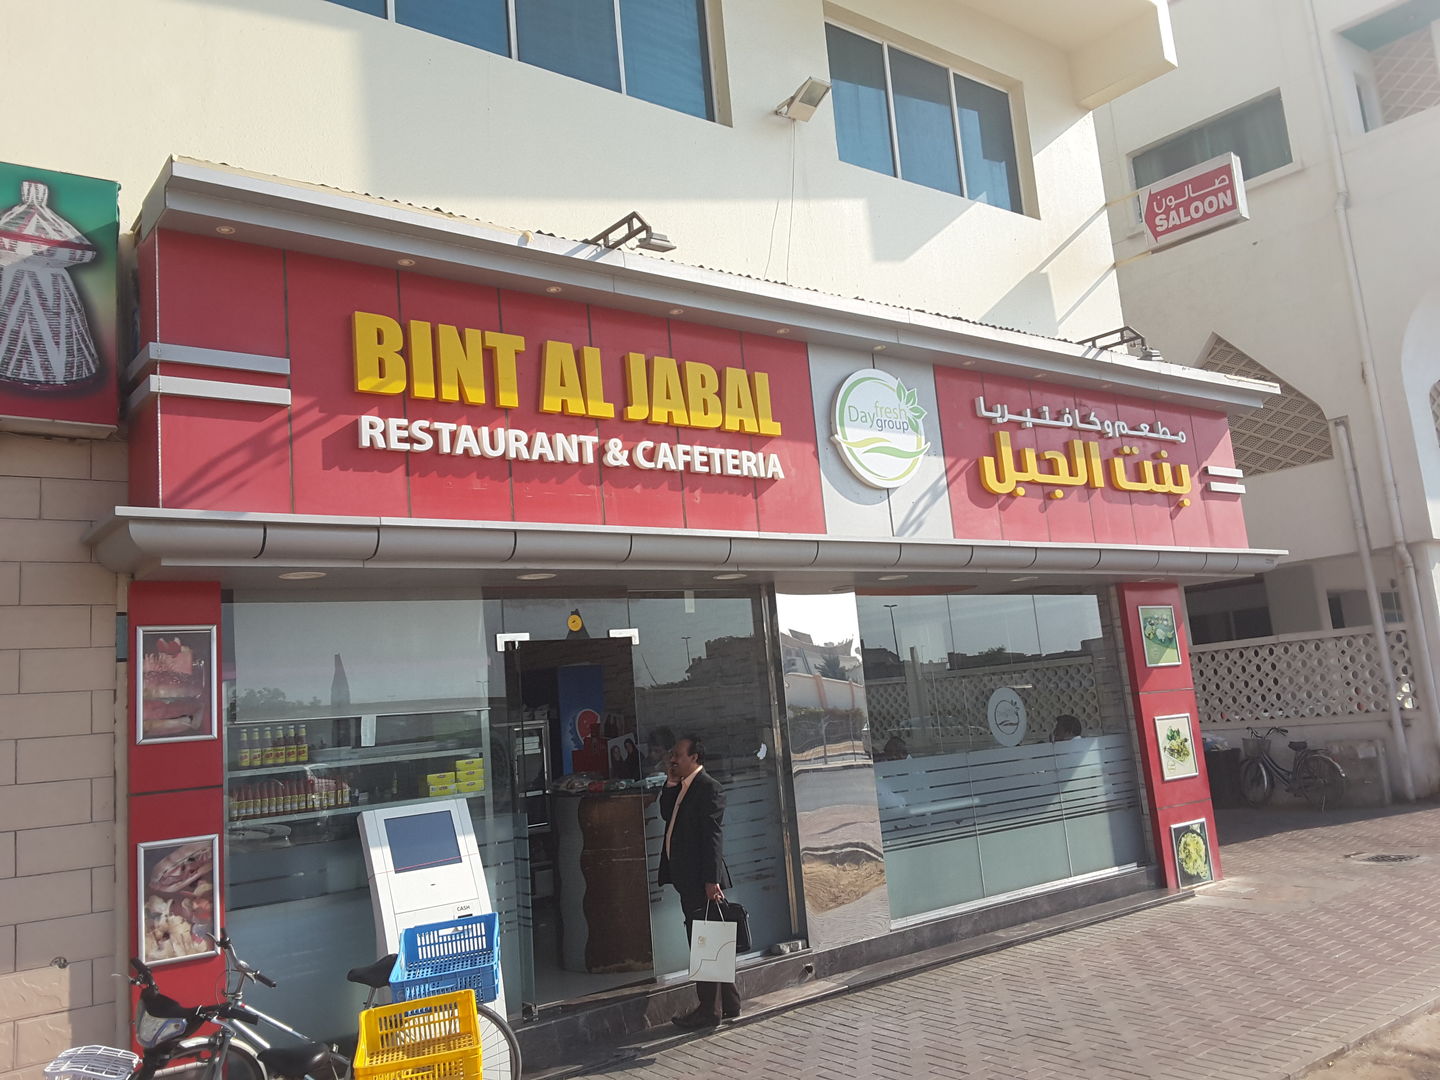 صالون
SALOON
BINT AL JABAL
RESTAURANT & CAFETERIA
fresh
Day group
مطعم وكافتيريا
بنت الجبل
CASH